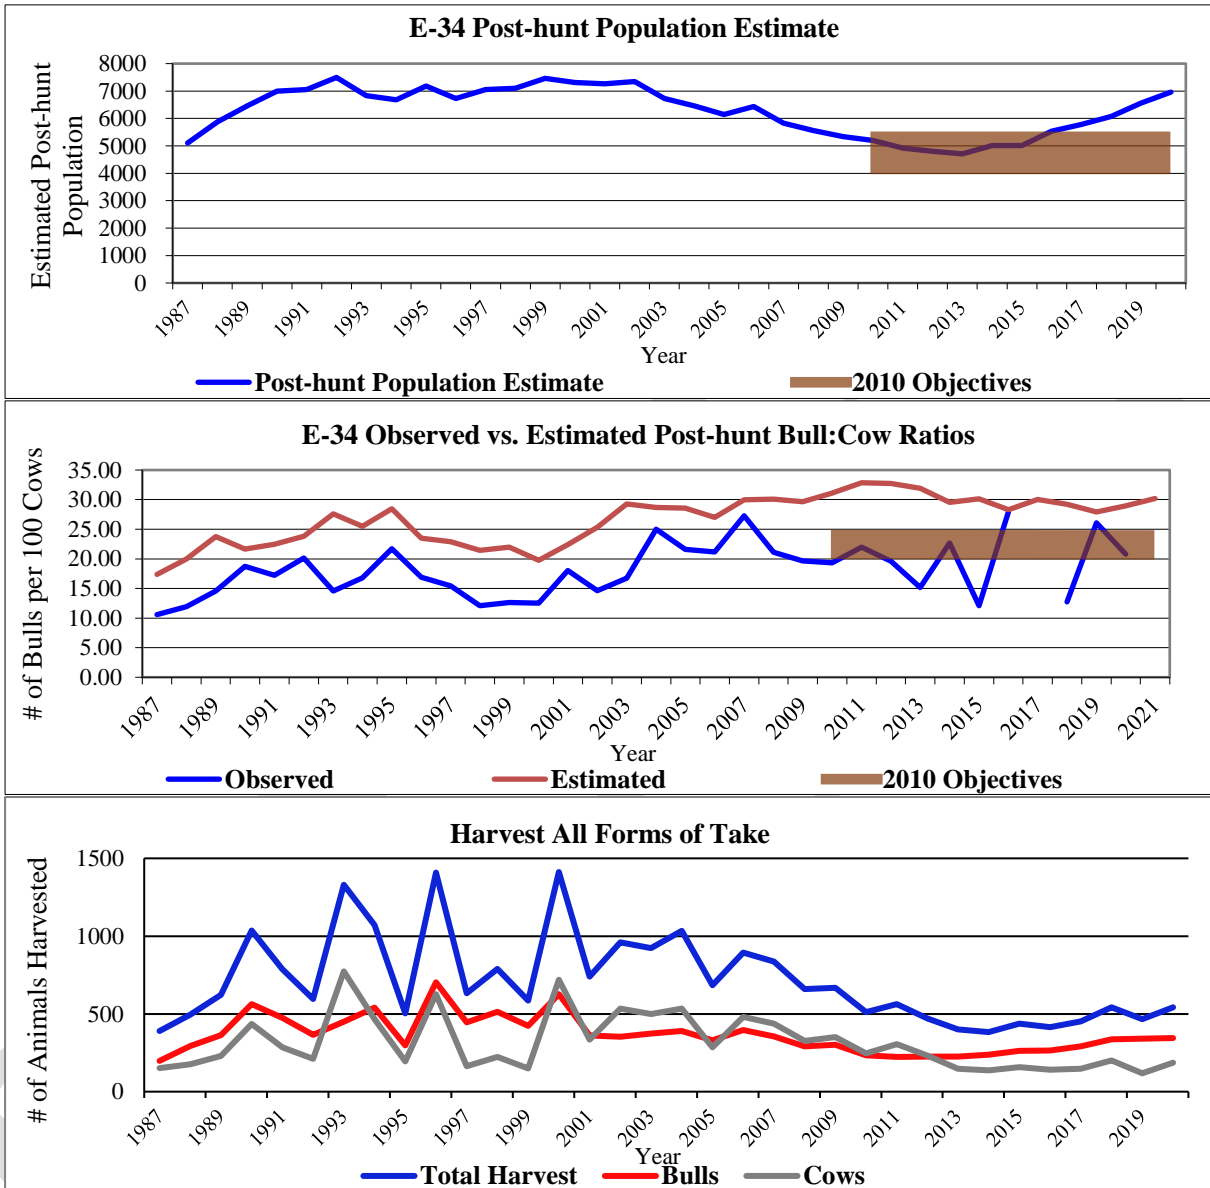 E-34 Post-hunt Population Estimate
Estimated Post-hunt
Population
8000
7000
6000
5000
4000
3000
2000
1000
0
1987 1989 1991 1993 1995 1997 1999 2001 2003 2005 2007 2009 2011 2013 2015 2017 2019
Year
Post-hunt Population Estimate 2010 Objectives
E-34 Observed vs. Estimated Post-hunt Bull:Cow Ratios
# of Bulls per 100 Cows
35.00
30.00
25.00
20.00
15.00
10.00
5.00
0.00
1987 1989 1991 1993 1995 1997 1999 2001 2003 2005 2007 2009 2011 2013 2015 2017 2019 2021
Year
Observed Estimated 2010 Objectives
Harvest All Forms of Take
# of Animals Harvested
1500
1000
500
0
1987 1989 1991 1993 1995 1997 1999 2001 2003 2005 2007 2009 2011 2013 2015 2017 2019
Year
Total Harvest Bulls Cows